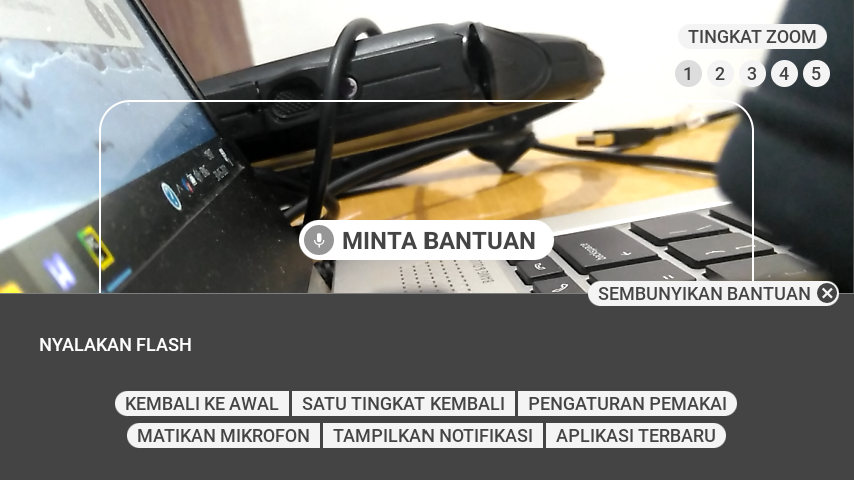 TINGKAT ZOOM
1 2 3 4 5
MINTA BANTUAN
backspace
SEMBUNYIKAN BANTUAN
NYALAKAN FLASH
KEMBALI KE AWAL SATU TINGKAT KEMBALI PENGATURAN PEMAKAI
MATIKAN MIKROFON TAMPILKAN NOTIFIKASI APLIKASI TERBARU